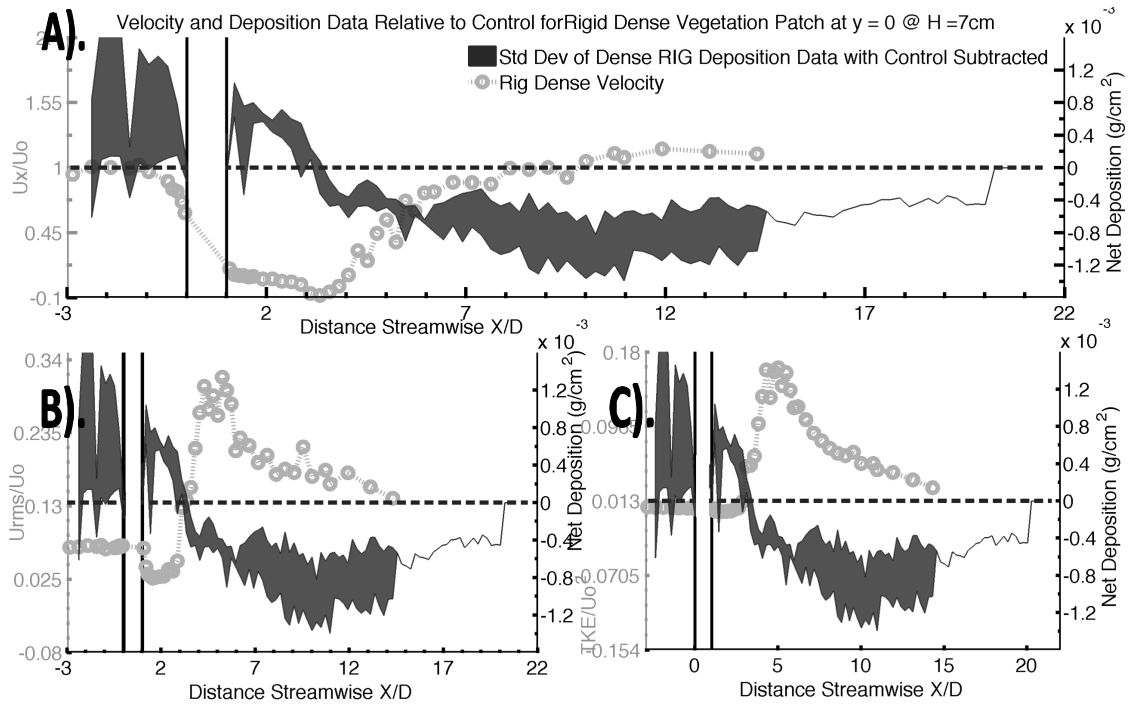 A).
Velocity and Deposition Data Relative to Control forRigid Dense Vegetation Patch at y = 0 @ H =7cm
x 10⁻³
Std Dev of Dense RIG Deposition Data with Control Subtracted
Rig Dense Velocity
1.55
1
0.45
-0.1
Ux/Uo
1.2
0.8
0.4
0
-0.4
-0.8
-1.2
Net Deposition (g/cm²)
-3 2 7 12 17 22
Distance Streamwise X/D
B).
x 10⁻³
0.34
0.235
0.13
0.025
-0.08
Urms/Uo
1.2
0.8
0.4
0
-0.4
-0.8
-1.2
Net Deposition (g/cm²)
-3 2 7 12 17 22
Distance Streamwise X/D
C).
x 10⁻³
0.18
0.013
-0.0705
-0.154
TKE/Uo²
1.2
0.8
0.4
0
-0.4
-0.8
-1.2
Net Deposition (g/cm²)
0 5 10 15 20
Distance Streamwise X/D